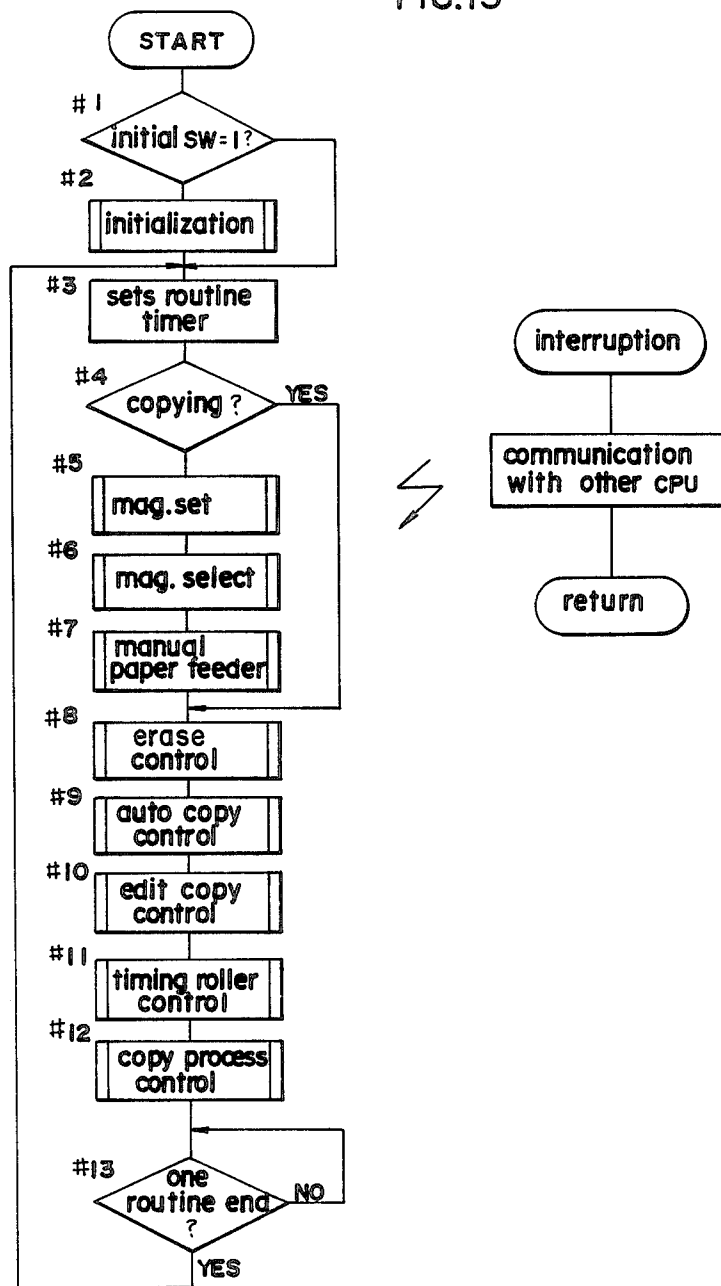 START
#1
initial SW=1?
#2
initialization
#3
sets routine
timer
#4
copying?
YES
#5
mag.set
#6
mag. select
#7
manual
paper feeder
#8
erase
control
#9
auto copy
control
#10
edit copy
control
#11
timing roller
control
#12
copy process
control
#13
one
routine end
?
NO
YES
interruption
communication
with other CPU
return